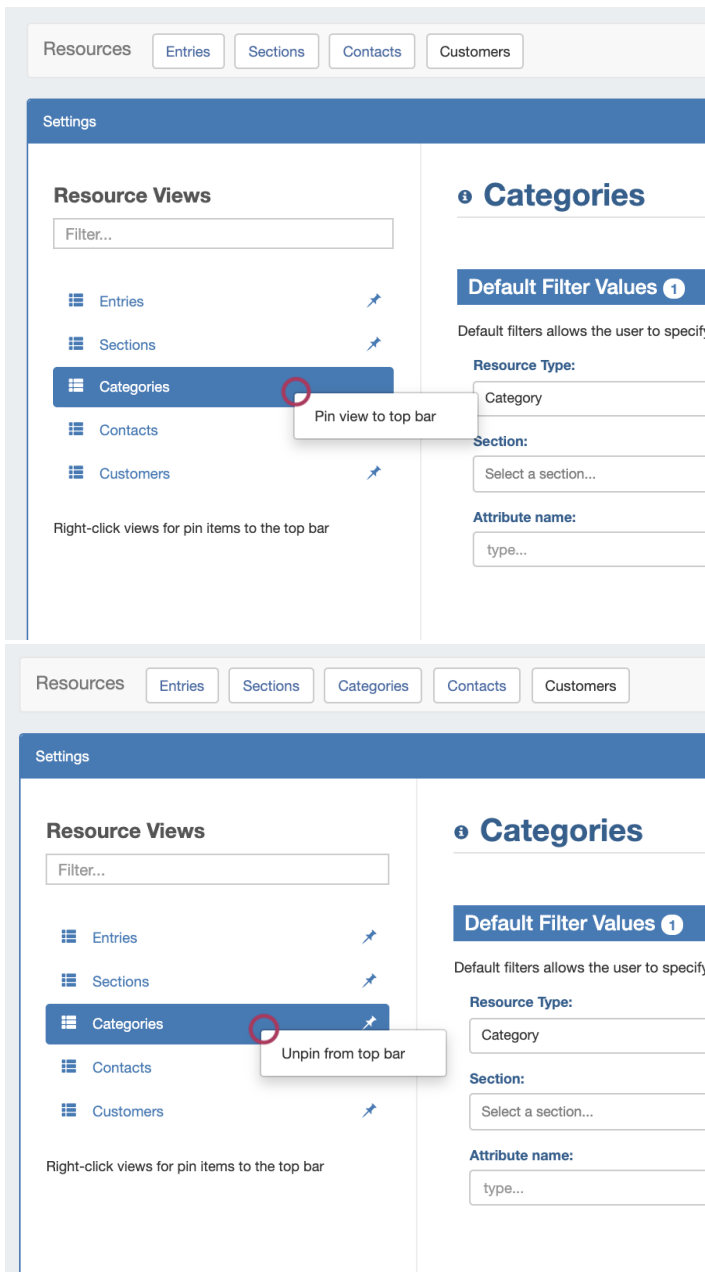 Resources Entries Sections Contacts Customers
Settings
Resource Views
Filter...
Entries
Sections
Categories
Contacts
Customers
Right-click views for pin items to the top bar
Pin view to top bar
Categories
Default Filter Values 1
Default filters allows the user to specify
Resource Type:
Category
Section:
Select a section...
Attribute name:
type...
Resources Entries Sections Categories Contacts Customers
Settings
Resource Views
Filter...
Entries
Sections
Categories
Contacts
Customers
Right-click views for pin items to the top bar
Unpin from top bar
Categories
Default Filter Values 1
Default filters allows the user to specify
Resource Type:
Category
Section:
Select a section...
Attribute name:
type...